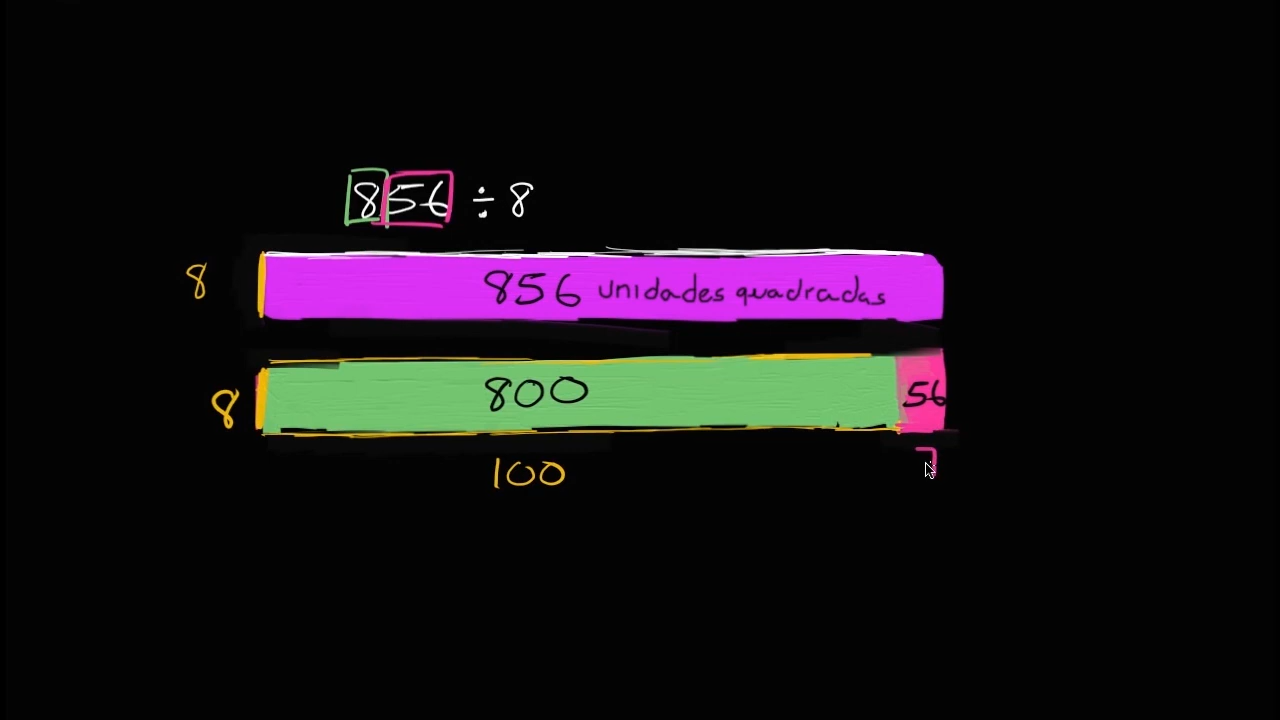 856 ÷ 8
8 856 unidades quadradas
8 800 56
100 7